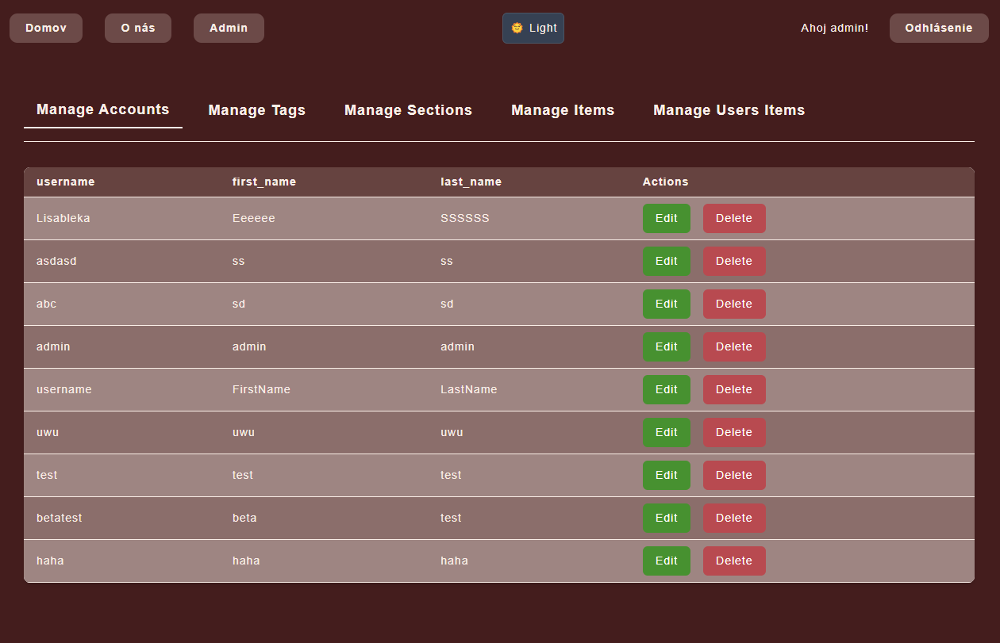 Domov O nás Admin 🌞 Light Ahoj admin! Odhlásenie
Manage Accounts Manage Tags Manage Sections Manage Items Manage Users Items
username first_name last_name Actions
Lisableka Eeeeee SSSSSS Edit Delete
asdasd ss ss Edit Delete
abc sd sd Edit Delete
admin admin admin Edit Delete
username FirstName LastName Edit Delete
uwu uwu uwu Edit Delete
test test test Edit Delete
betatest beta test Edit Delete
haha haha haha Edit Delete